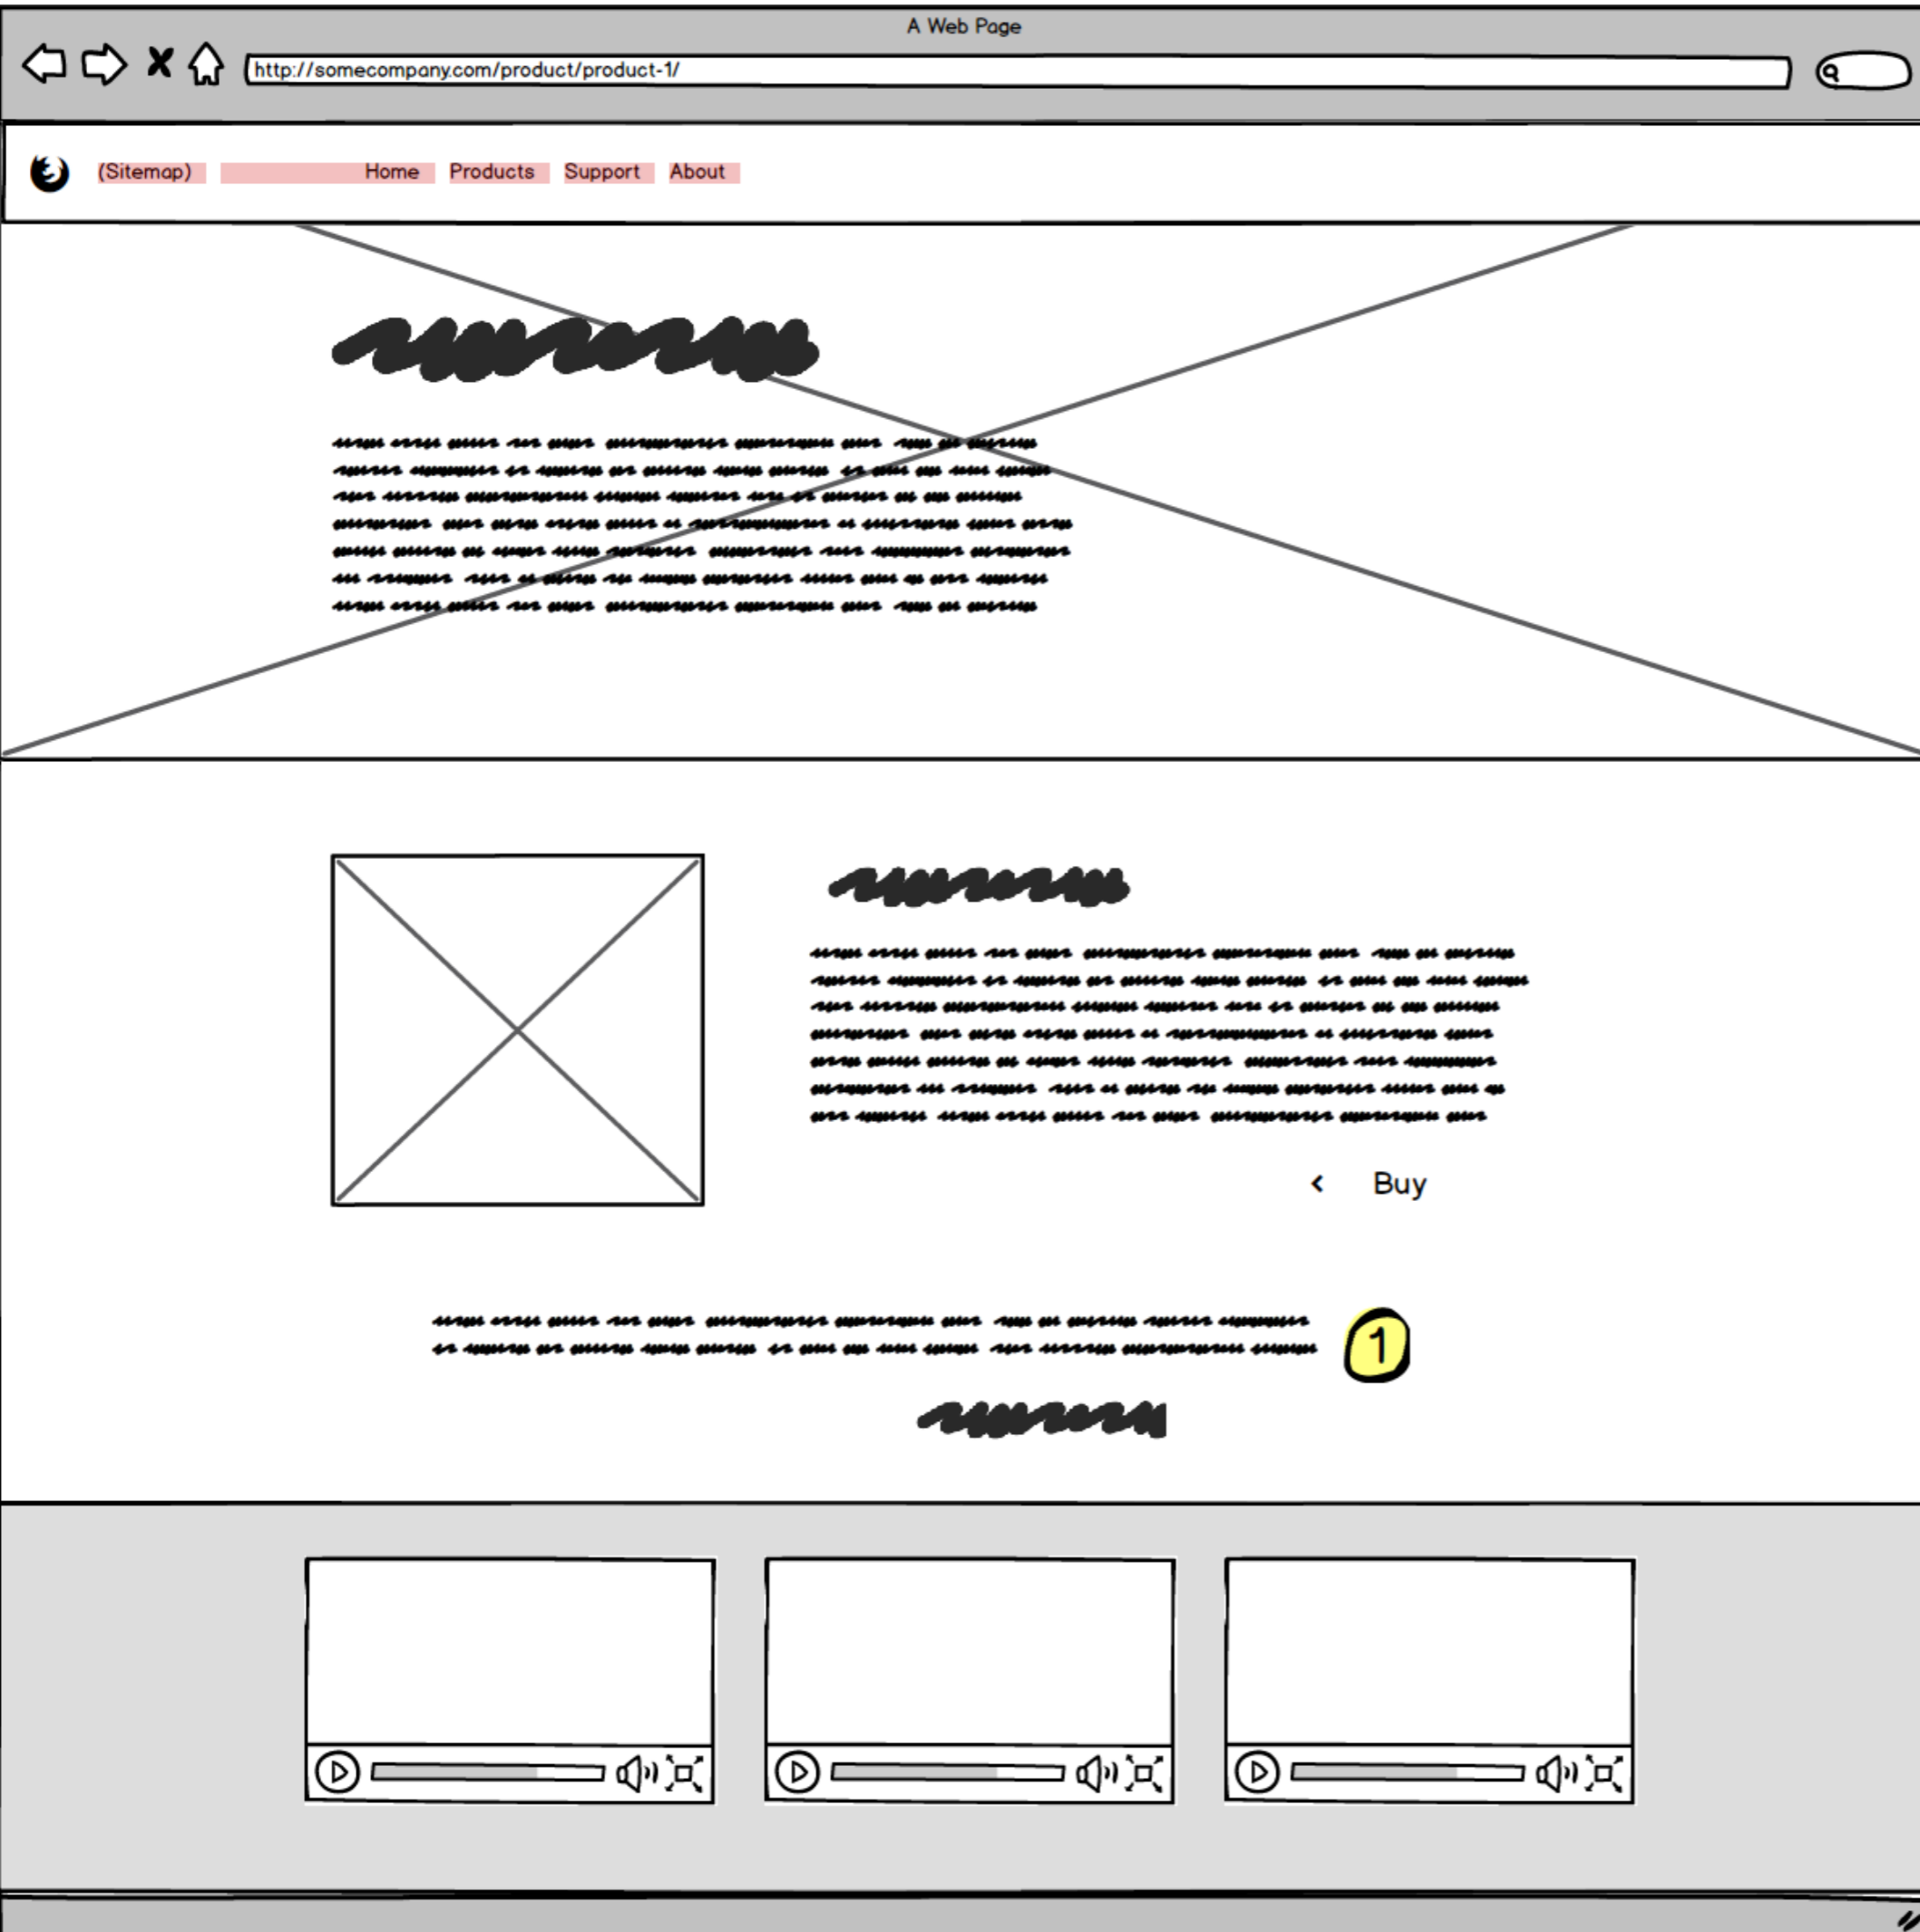 A Web Page
http://somecompany.com/product/product-1/
(Sitemap) Home Products Support About
Buy
1